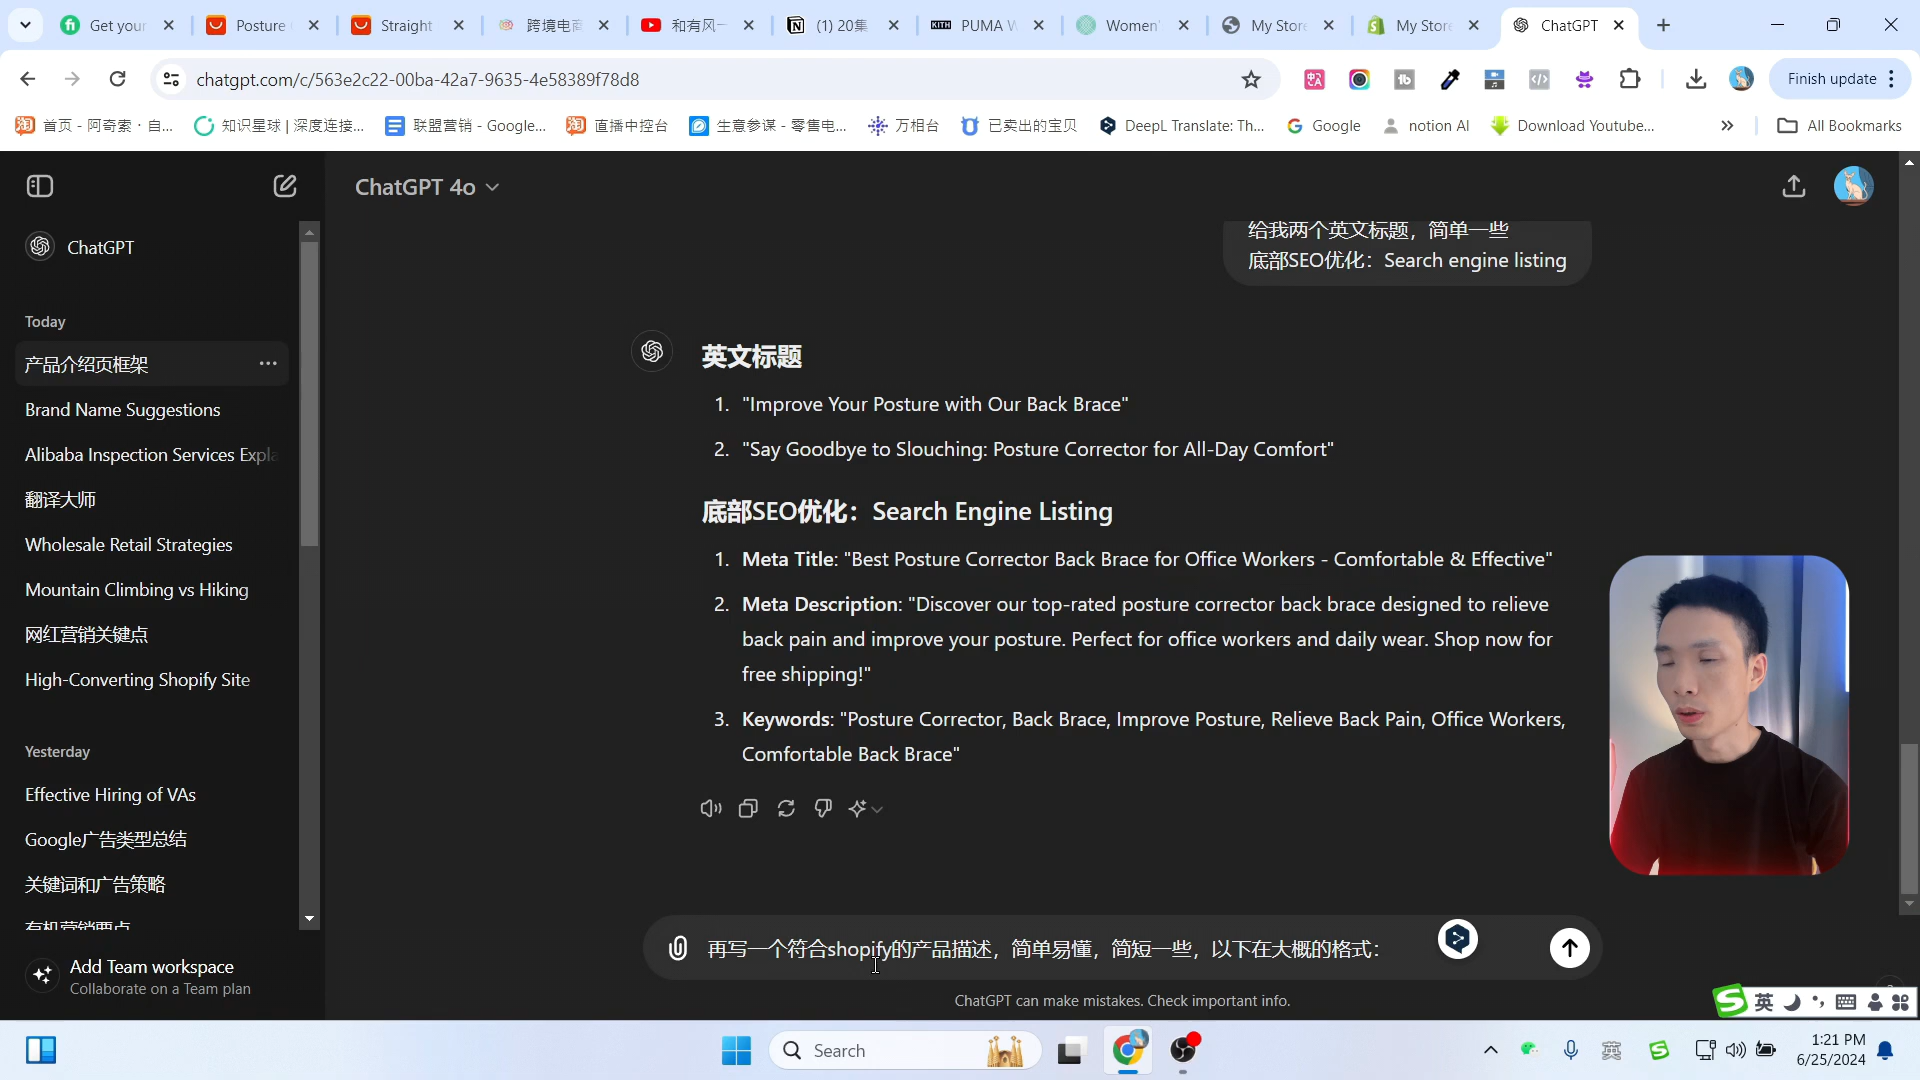 Get your
Posture
Straight
跨境电商
和有风一
(1) 20集
KITH PUMA W
Women'
My Store
My Store
ChatGPT
chatgpt.com/c/563e2c22-00ba-42a7-9635-4e58389f78d8
Finish update
首页 - 阿奇索 · 自...
知识星球 | 深度连接...
联盟营销 - Google...
直播中控台
生意参谋 - 零售电...
万相台
已卖出的宝贝
DeepL Translate: Th...
Google
notion AI
Download Youtube...
All Bookmarks
ChatGPT 4o
ChatGPT
Today
产品介绍页框架
Brand Name Suggestions
Alibaba Inspection Services Expla
翻译大师
Wholesale Retail Strategies
Mountain Climbing vs Hiking
网红营销关键点
High-Converting Shopify Site
Yesterday
Effective Hiring of VAs
Google广告类型总结
关键词和广告策略
有机营销要点
Add Team workspace
Collaborate on a Team plan
给我两个英文标题，简单一些
底部SEO优化：Search engine listing
英文标题
1. "Improve Your Posture with Our Back Brace"
2. "Say Goodbye to Slouching: Posture Corrector for All-Day Comfort"
底部SEO优化：Search Engine Listing
1. Meta Title: "Best Posture Corrector Back Brace for Office Workers - Comfortable & Effective"
2. Meta Description: "Discover our top-rated posture corrector back brace designed to relieve
back pain and improve your posture. Perfect for office workers and daily wear. Shop now for
free shipping!"
3. Keywords: "Posture Corrector, Back Brace, Improve Posture, Relieve Back Pain, Office Workers,
Comfortable Back Brace"
再写一个符合shopify的产品描述，简单易懂，简短一些，以下在大概的格式：
ChatGPT can make mistakes. Check important info.
英
Search
英
1:21 PM
6/25/2024